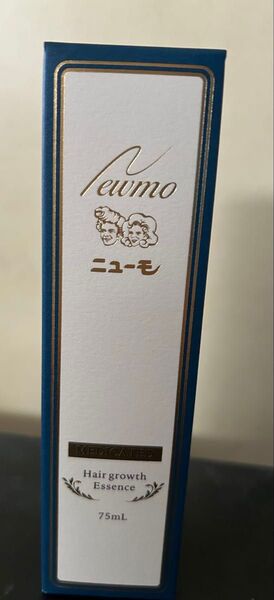 Newmo
ニューモ
MEDICATED
Hair growth
Essence
75mL